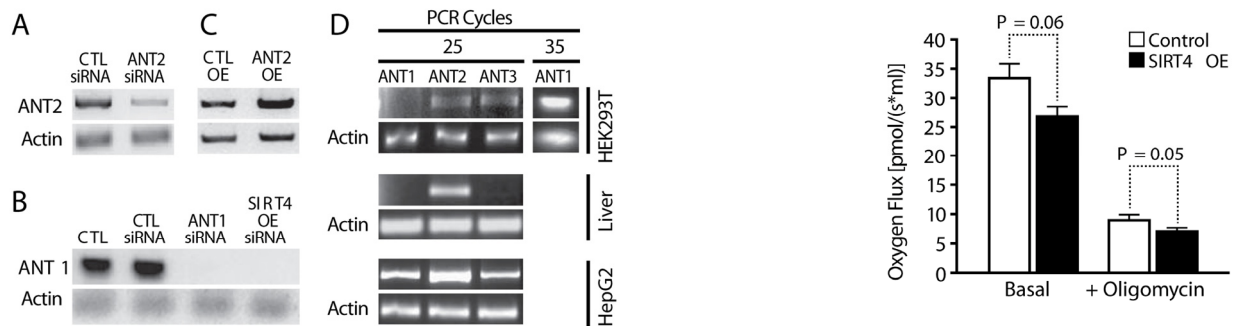 A
CTL siRNA
ANT2 siRNA
ANT2
Actin
C
CTL OE
ANT2 OE
B
CTL
CTL siRNA
ANT1 siRNA
SIRT4 OE siRNA
ANT 1
Actin
D
PCR Cycles
25
35
ANT1 ANT2 ANT3 ANT1
HEK293T
Actin
Liver
Actin
HepG2
Actin
P = 0.06
Control
SIRT4 OE
P = 0.05
Oxygen Flux [pmol/(s*ml)]
40
35
30
25
20
15
10
5
0
Basal
+ Oligomycin